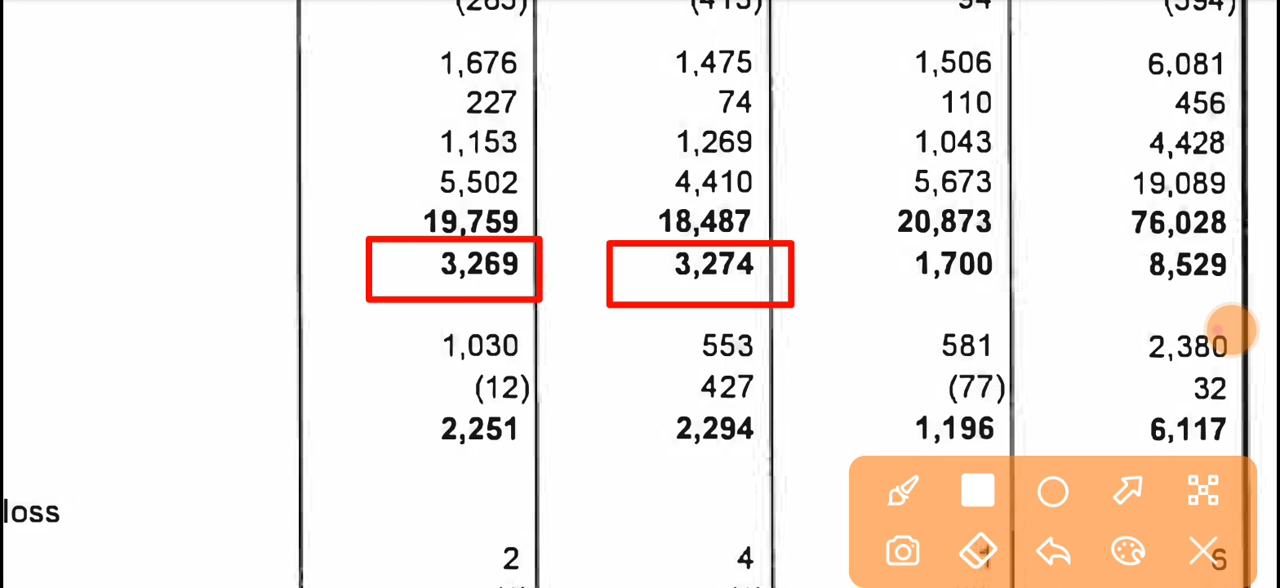 1,676 1,475 1,506 6,081
227 74 110 456
1,153 1,269 1,043 4,428
5,502 4,410 5,673 19,089
19,759 18,487 20,873 76,028
3,269 3,274 1,700 8,529
1,030 553 581 2,380
(12) 427 (77) 32
2,251 2,294 1,196 6,117
loss
2 4 6